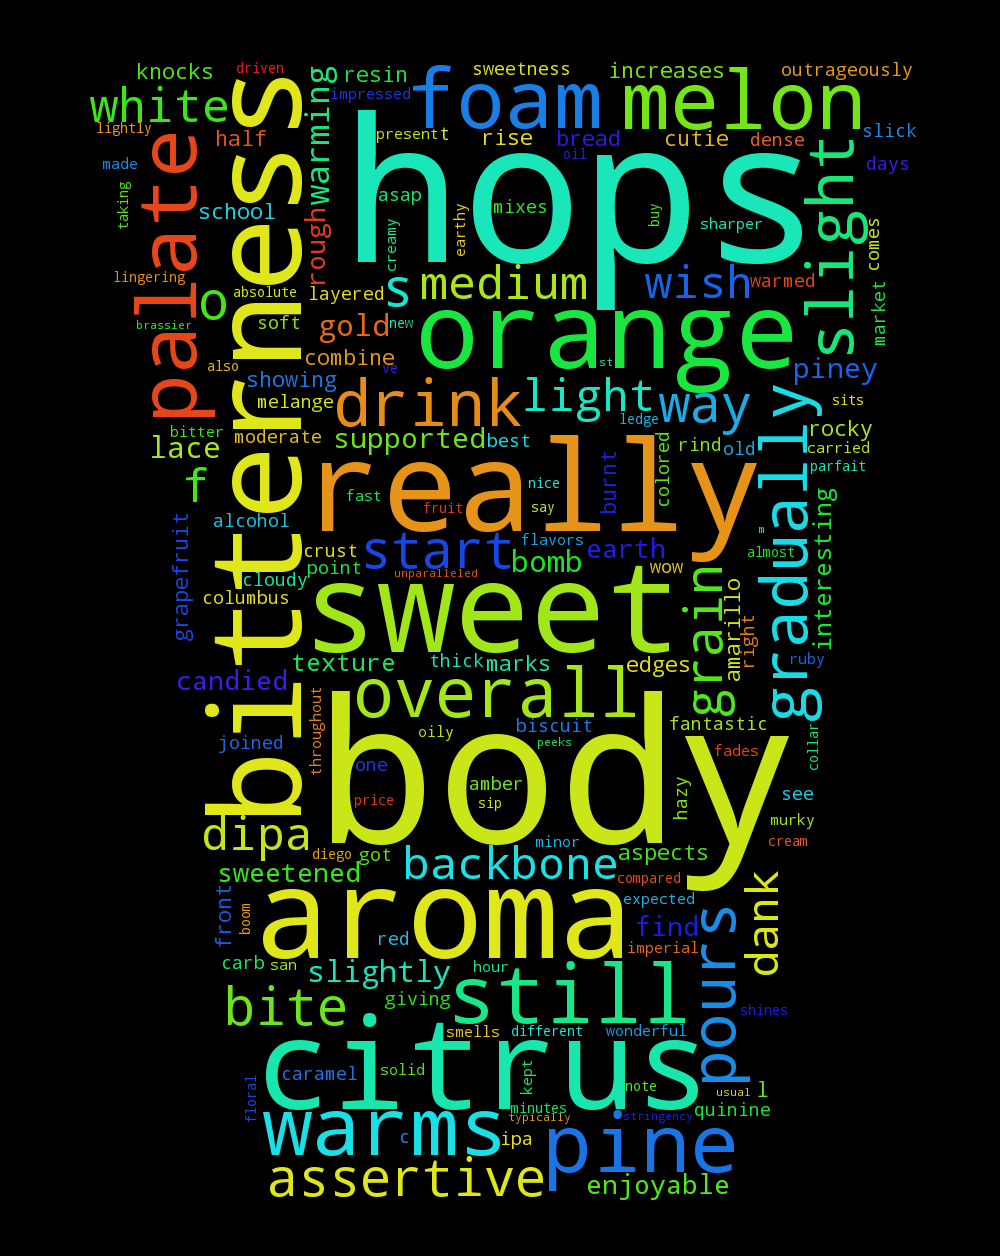 knocks
driven
resin
sweetness
increases
outrageously
white
impressed
foam
melon
lightly
half
warming
presentt
rise
bread
cutie
dense
slick
made
palate
bitterness
oil
hops
slight
days
taking
school
rough
asap
creamy
earthy
mixes
buy
sharper
comes
lingering
o
absolute
layered
s
medium
wish
warmed
market
brassier
soft
gold
new
orange
also
showing
combine
ve
st
piney
melange
drink
light
way
sits
bitter
lace
moderate
supported
best
ledge
colored
rind
old
gradually
rocky
carried
parfait
f
really
fast
fruit
nice
say
burnt
interesting
grapefruit
alcohol
start
flavors
m
crust
point
bomb
earth
wow
almost
cloudy
unparalleled
columbus
sweet
grain
amarillo
right
ruby
candied
texture
thick
marks
edges
overall
throughout
joined
oily
biscuit
peeks
fantastic
fades
collar
one
body
amber
sip
price
hazy
see
murky
dipa
diego
got
minor
aspects
cream
sweetened
backbone
compared
front
boom
aroma
expected
dank
red
find
imperial
pours
carb
san
slightly
hour
still
bite
giving
shines
smells
different
wonderful
citrus
floral
caramel
solid
kept
note
usual
l
minutes
typically
stringency
quinine
warms
c
ipa
pine
assertive
enjoyable